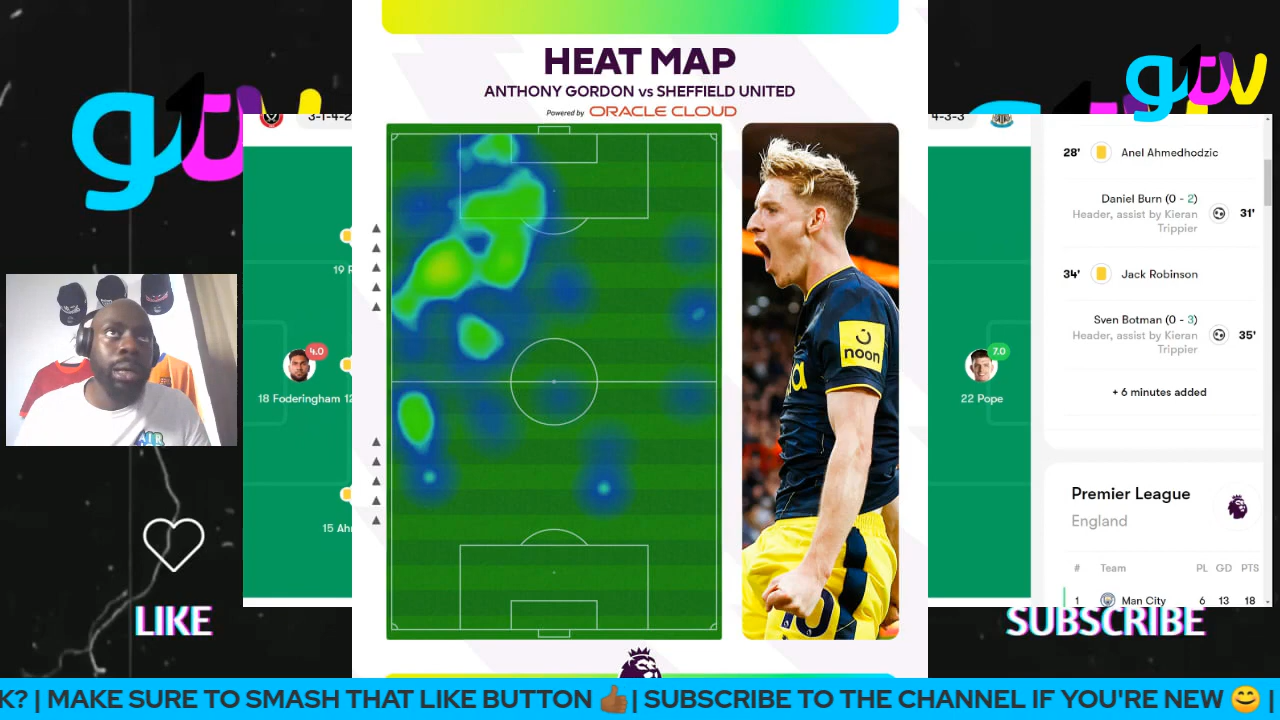 HEAT MAP
ANTHONY GORDON vs SHEFFIELD UNITED
Powered by ORACLE CLOUD
gtv
gtv
3-1-4-2
4-3-3
28' Anel Ahmedhodzic
Daniel Burn (0 - 2)
Header, assist by Kieran
Trippier
31'
34' Jack Robinson
Sven Botman (0 - 3)
Header, assist by Kieran
Trippier
35'
+ 6 minutes added
19
4.0
18 Foderingham
15
7.0
22 Pope
noon
Premier League
England
# Team PL GD PTS
1 Man City 6 13 18
AIR
LIKE
SUBSCRIBE
K? | MAKE SURE TO SMASH THAT LIKE BUTTON 👍🏾 | SUBSCRIBE TO THE CHANNEL IF YOU'RE NEW 😊 |